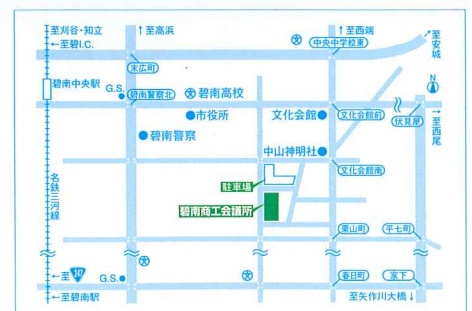 至刈谷・知立
←至碧I.C.
↑至高浜
↑至西端
至安城
中央中学校東
末広町
碧南中央駅
G.S.
碧南警察北
碧南高校
N
市役所
文化会館
文化会館前
伏見屋
→至西尾
碧南警察
中山神明社
文化会館南
駐車場
名鉄三河線
碧南商工会議所
栗山町
平七町
←至 247
G.S.
春日町
家下
←至碧南駅
至矢作川大橋↓